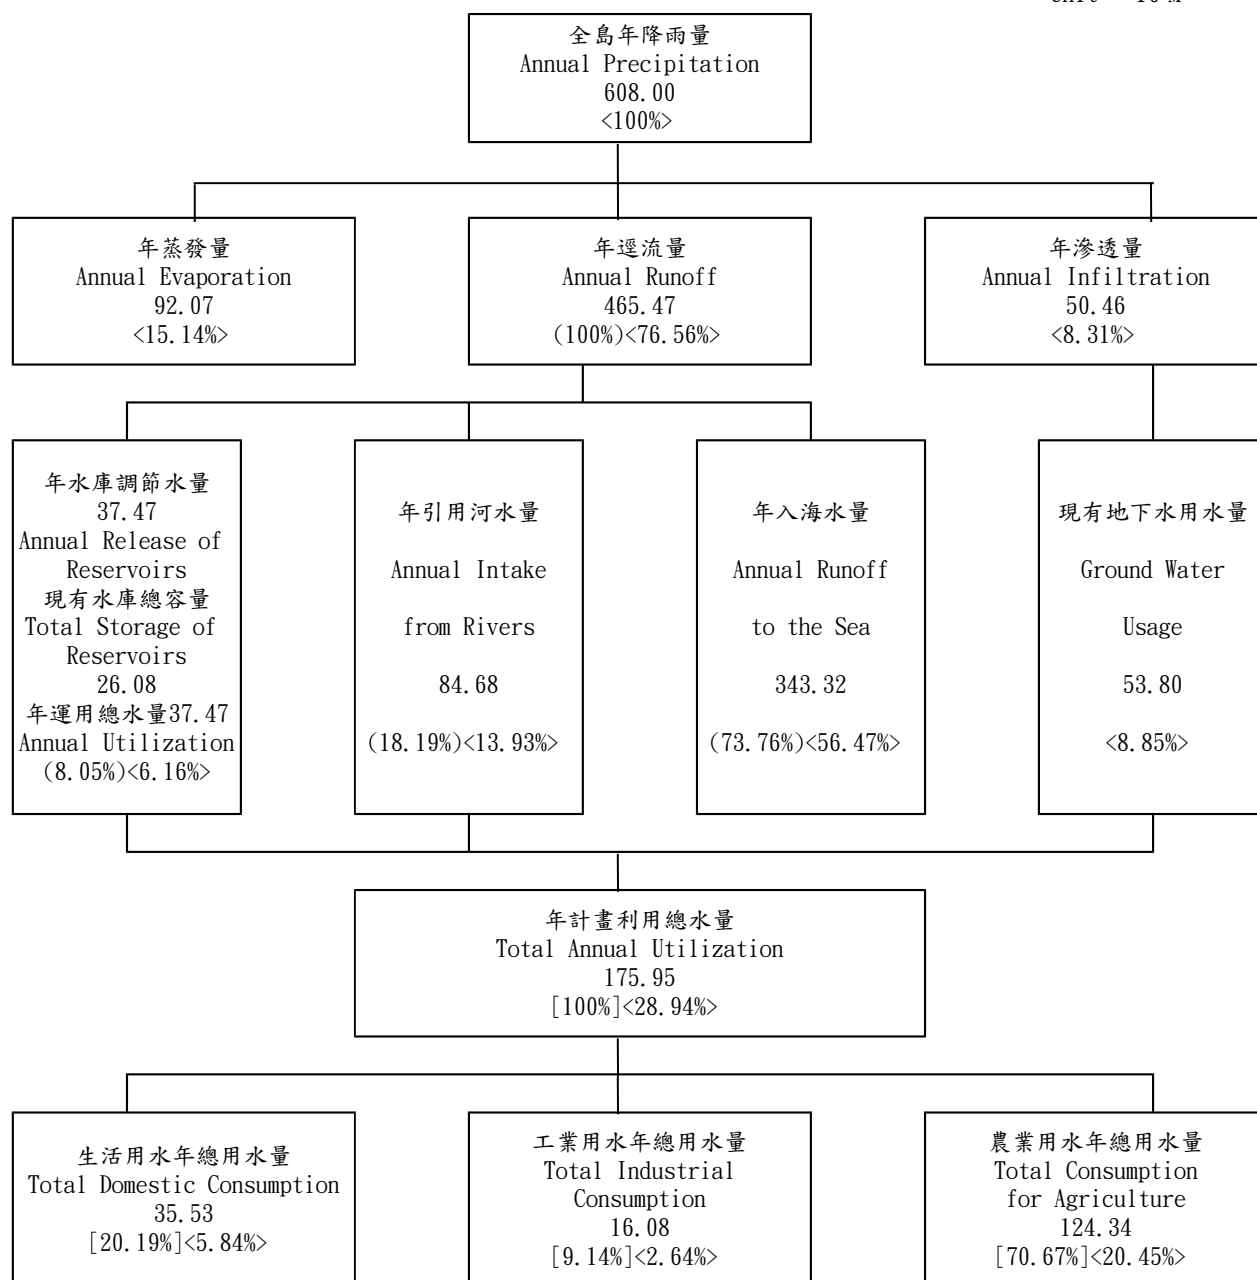 全島年降雨量
Annual Precipitation
608.00
<100%>
年蒸發量
Annual Evaporation
92.07
<15.14%>
年逕流量
Annual Runoff
465.47
(100%)<76.56%>
年滲透量
Annual Infiltration
50.46
<8.31%>
年水庫調節水量
37.47
Annual Release of
Reservoirs
現有水庫總容量
Total Storage of
Reservoirs
26.08
年運用總水量37.47
Annual Utilization
(8.05%)<6.16%>
年引用河水量
Annual Intake
from Rivers
84.68
(18.19%)<13.93%>
年入海水量
Annual Runoff
to the Sea
343.32
(73.76%)<56.47%>
現有地下水用水量
Ground Water
Usage
53.80
<8.85%>
年計畫利用總水量
Total Annual Utilization
175.95
[100%]<28.94%>
生活用水年總用水量
Total Domestic Consumption
35.53
[20.19%]<5.84%>
工業用水年總用水量
Total Industrial
Consumption
16.08
[9.14%]<2.64%>
農業用水年總用水量
Total Consumption
for Agriculture
124.34
[70.67%]<20.45%>